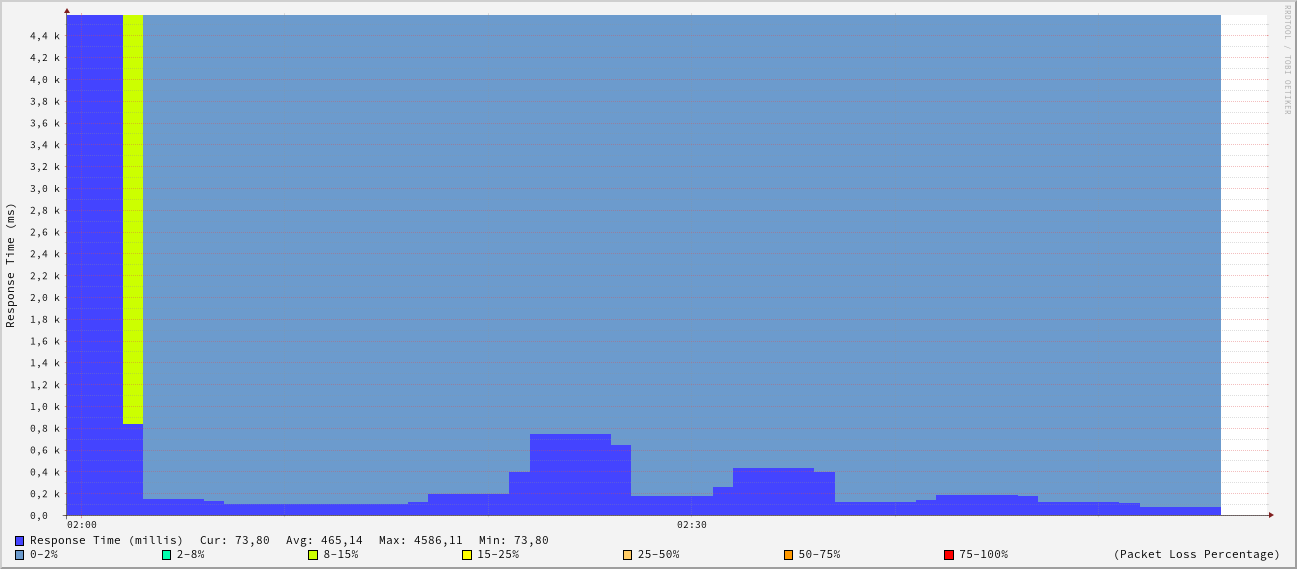 RRDTOOL / TOBI OETIKER
Response Time (ms)
4,4 k
4,2 k
4,0 k
3,8 k
3,6 k
3,4 k
3,2 k
3,0 k
2,8 k
2,6 k
2,4 k
2,2 k
2,0 k
1,8 k
1,6 k
1,4 k
1,2 k
1,0 k
0,8 k
0,6 k
0,4 k
0,2 k
0,0
02:00 02:30
Response Time (millis) Cur: 73,80 Avg: 465,14 Max: 4586,11 Min: 73,80
0-2% 2-8% 8-15% 15-25% 25-50% 50-75% 75-100% (Packet Loss Percentage)